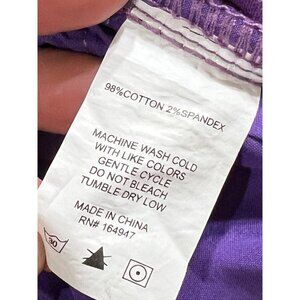 98%COTTON 2%SPANDEX
MACHINE WASH COLD
WITH LIKE COLORS
GENTLE CYCLE
DO NOT BLEACH
TUMBLE DRY LOW
MADE IN CHINA
RN# 164947
30